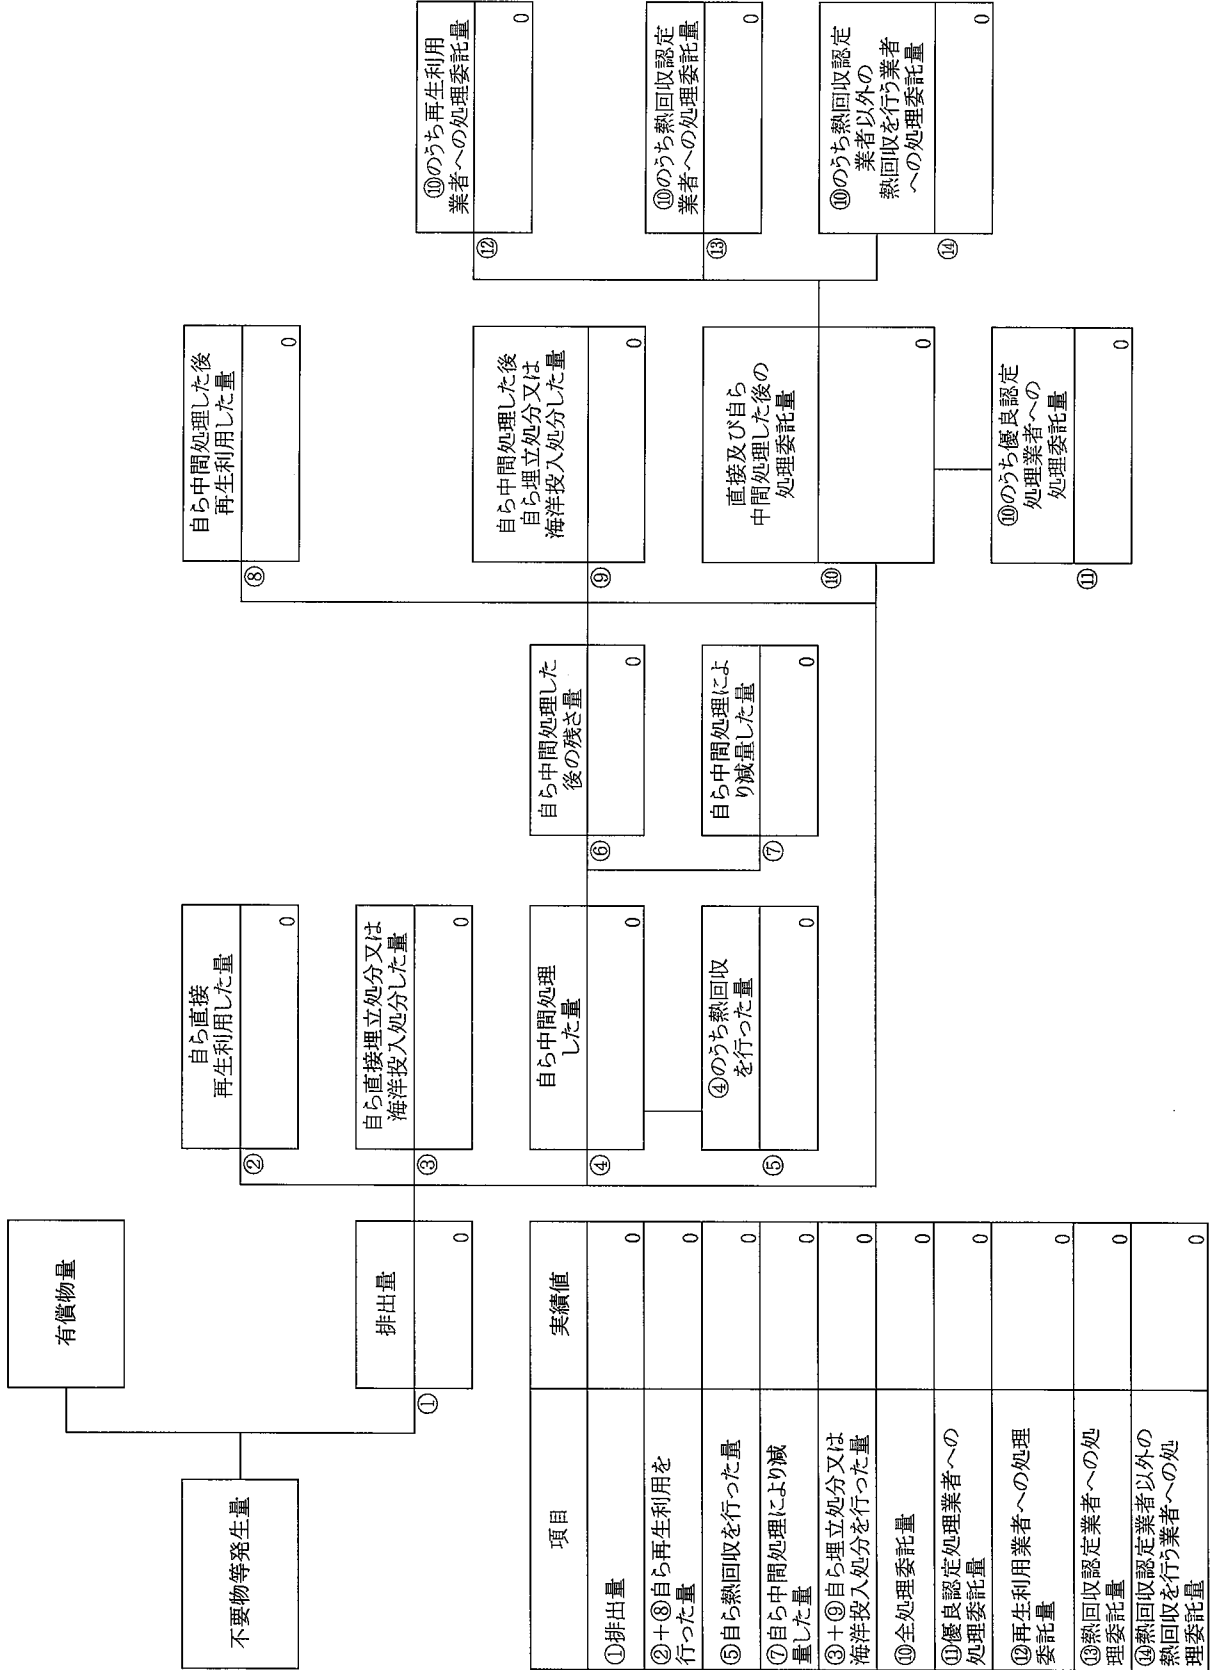 不要物等発生量
有償物量
排出量
①
0
自ら直接
再生利用した量
②
0
自ら直接埋立処分又は
海洋投入処分した量
③
0
自ら中間処理
した量
④
0
④のうち熱回収
を行った量
⑤
0
自ら中間処理した
後の残さ量
⑥
0
自ら中間処理によ
り減量した量
⑦
0
自ら中間処理した後
再生利用した量
⑧
0
自ら中間処理した後
自ら埋立処分又は
海洋投入処分した量
⑨
0
直接及び自ら
中間処理した後の
処理委託量
⑩
0
⑩のうち優良認定
処理業者への
処理委託量
⑪
0
⑩のうち再生利用
業者への処理委託量
⑫
0
⑩のうち熱回収認定
業者への処理委託量
⑬
0
⑩のうち熱回収認定
業者以外の
熱回収を行う業者
への処理委託量
⑭
0
項目 実績値
①排出量 0
②+⑧自ら再生利用を
行った量 0
⑤自ら熱回収を行った量 0
⑦自ら中間処理により減
量した量 0
③+⑨自ら埋立処分又は
海洋投入処分を行った量 0
⑩全処理委託量 0
⑪優良認定処理業者への
処理委託量 0
⑫再生利用業者への処理
委託量 0
⑬熱回収認定業者への処
理委託量 0
⑭熱回収認定業者以外の
熱回収を行う業者への処
理委託量 0